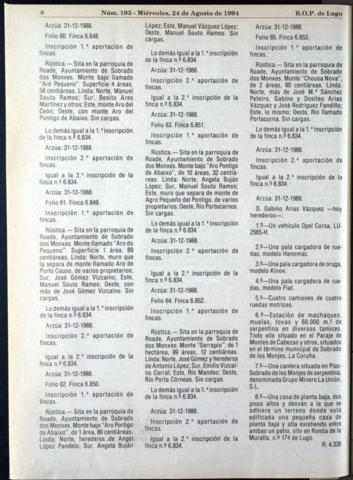 6 Núm. 193 - Miércoles, 24 de Agosto de 1994 B.O.P. de Lugo
Arzúa: 31-12-1988.
Folio 60. Finca 6.848.
Inscripción 1.ª aportación de
fincas.
Rústica.— Sita en la parroquia de
Roade, Ayuntamiento de Sobrado
dos Monxes. Monte bajo llamado
"Aro Pequeno". Superficie 4 áreas,
58 centiáreas. Linda: Norte, Manuel
Souto Ramos; Sur, Benito Ares
Martínez y otros; Este, monte Aro del
Ceón; Oeste, con monte Aro del
Pontigo de Abaixo. Sin cargas.
Lo demás igual a la 1.ª inscripción
de la finca n.º 6.834.
Arzúa: 31-12-1988.
Inscripción 2.ª aportación de
fincas.
Igual a la 2.ª inscripción de la
finca n.º 6.834.
Arzúa: 31-12-1988.
Folio 61. Finca 6.849.
Inscripción 1.ª aportación de
fincas.
Rústica.— Sita en la parroquia de
Roade, Ayuntamiento de Sobrado
dos Monxes. Monte llamado "Aro do
Pequeno". Superficie 1 área, 89
centiáreas. Linda: Norte, muro que
la separa de monte llamado Aro de
Porto Couso, de varios propietarios;
Sur, José Gómez Vizcaíno; Este,
Manuel Souto Ramos; Oeste, con
más de José Gómez Vizcaíno. Sin
cargas.
Lo demás igual a la 1.ª inscripción
de la finca n.º 6.834.
Arzúa: 31-12-1988.
Inscripción 2.ª aportación de
fincas.
Igual a la 2.ª inscripción de la
finca n.º 6.834.
Arzúa: 31-12-1988.
Folio 62. Finca 6.850.
Inscripción 1.ª aportación de
fincas.
Rústica.— Sita en la parroquia de
Roade, Ayuntamiento de Sobrado
dos Monxes. Monte bajo "Aro Pontigo
de Abaixo", de 1 área, 80 centiáreas.
Linda: Norte, herederos de Angel
López Pandelo; Sur, Angela Buján
López; Este, Manuel Vázquez López;
Oeste, Manuel Souto Ramos. Sin
cargas.
Lo demás igual a la 1.ª inscripción
de la finca n.º 6.834.
Arzúa: 31-12-1988.
Inscripción 2.ª aportación de
fincas.
Igual a la 2.ª inscripción de la
finca n.º 6.834.
Arzúa: 31-12-1988.
Folio 63. Finca 6.851.
Inscripción 1.ª aportación de
fincas.
Rústica.— Sita en la parroquia de
Roade, Ayuntamiento de Sobrado
dos Monxes. Monte bajo "Aro Pontigo
de Abaixo", de 10 áreas, 32 centiá-
reas. Linda: Norte, Angela Buján
López; Sur, Manuel Souto Ramos;
Este, muro que separa de monte de
Agro Pequeño del Pontigo, de varios
propietarios; Oeste, Río Portocarnos.
Sin cargas.
Lo demás igual a la 1.ª inscripción
de la finca n.º 6.834.
Arzúa: 31-12-1988.
Inscripción 2.ª aportación de
fincas.
Igual a la 2.ª inscripción de la
finca n.º 6.834.
Arzúa: 31-12-1988.
Folio 64. Finca 6.852.
Inscripción 1.ª aportación de
fincas.
Rústica.— Sita en la parroquia de
Roade, Ayuntamiento de Sobrado
dos Monxes. Monte "Serrapio", de 1
hectárea, 99 áreas, 12 centiáreas.
Linda: Norte, José Gómez y herederos
de Antonio López; Sur, Emilio Vizcaí-
no Corral; Este, Río Mandeo; Oeste,
Río Porta Córneas. Sin cargas.
Lo demás igual a la 1.ª inscripción
de la finca n.º 6.834.
Arzúa: 31-12-1988.
Inscripción 2.ª aportación de
fincas.
Igual a la 2.ª inscripción de la
finca n.º 6.834.
Arzúa: 31-12-1988.
Folio 65. Finca 6.853.
Inscripción 1.ª aportación de
fincas.
Rústica.— Sita en la parroquia de
Roade, Ayuntamiento de Sobrado dos
Monxes. Monte "Chousa Nova",
de 2 áreas, 80 centiáreas. Linda:
Norte, más de José M.ª Sánchez
Peteiro, Gabino y Dositeo Arias
Vázquez y José Rodríguez Fandiño;
Este, lo mismo; Oeste, Río llamado
Portocorna. Sin cargas.
Lo demás igual a la 1.ª inscripción
de la finca n.º 6.834.
Arzúa: 31-12-1988.
Inscripción 2.ª aportación de
fincas.
Igual a la 2.ª inscripción de la
finca n.º 6.834.
Arzúa: 31-12-1988.
D. Gabino Arias Vázquez —hoy
herederos—:
1.º—Un vehículo Opel Corsa, LU-
2565-H.
2.º—Una pala cargadora de rue-
das, modelo Hanomac.
3.º—Una pala cargadora de oruga,
modelo Kinox.
4.º—Una pala cargadora de rue-
das, modelo Fiat.
5.º—Cuatro camiones de cuatro
ruedas motrices.
6.º—Estación de machaqueo,
muelas, tovas y 60.000 m.³ de
serpentina en diversos tamices.
Todo ello situado en el Paraje de
Montes de Cabezas y otras, situados
en el término municipal de Sobrado
de los Monjes, La Coruña.
7.º—Una cantera situada en Plas-
Sobrado de los Monjes de serpentina,
denominada Grupo Minero La Unión,
S.L.
8.º—Una casa de planta baja, dos
pisos altos y desván a la que se
adhiere un terreno donde está
edificada una pequeña casa de
planta baja y alta existiendo entre
ambas un patio, sito en Ronda de la
Muralla, n.º 174 de Lugo.
R. 4.338